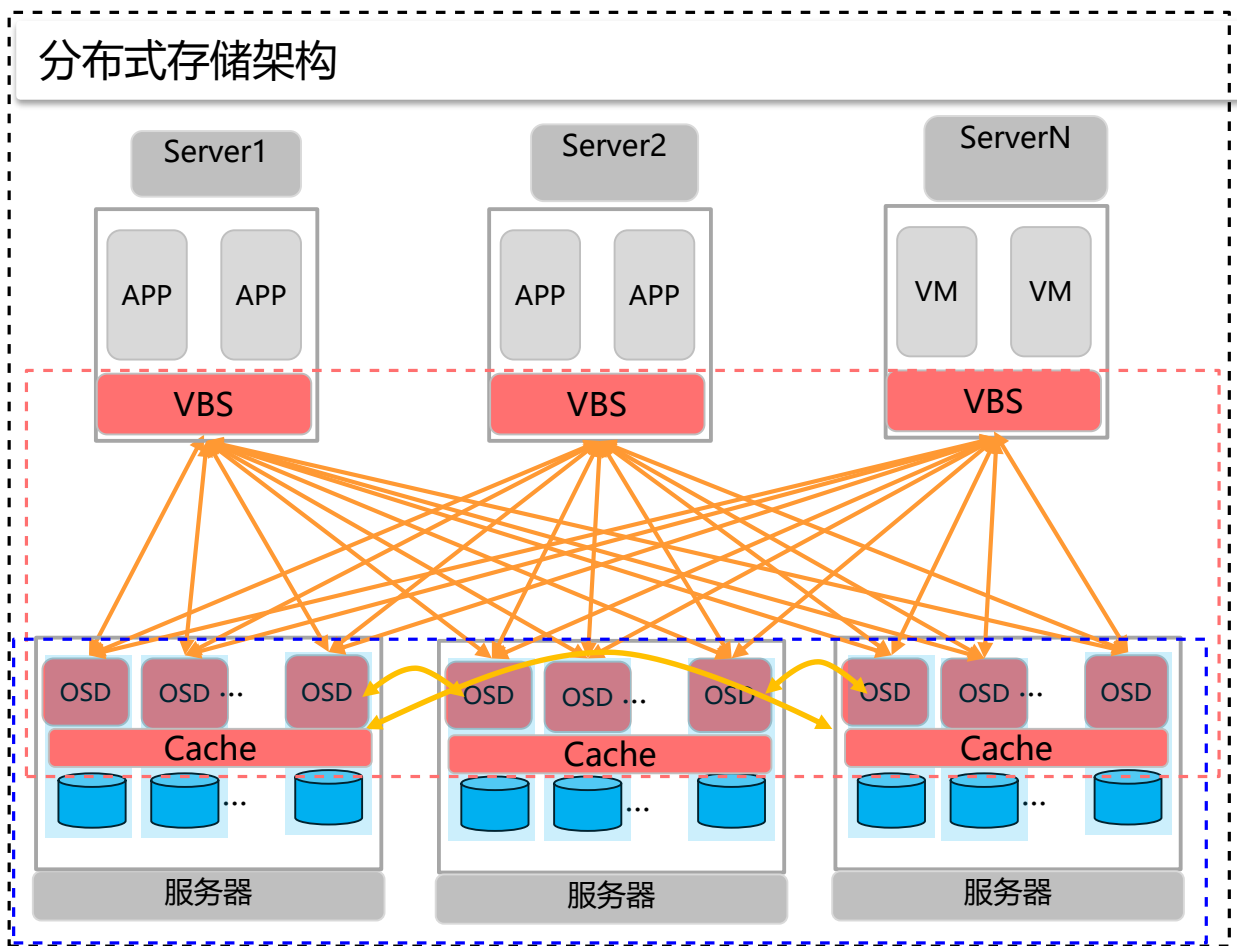 分布式存储架构
Server1
Server2
ServerN
APP
APP
APP
APP
VM
VM
VBS
VBS
VBS
OSD
OSD ...
OSD
OSD
OSD ...
OSD
OSD
OSD ...
OSD
Cache
Cache
Cache
...
...
...
服务器
服务器
服务器